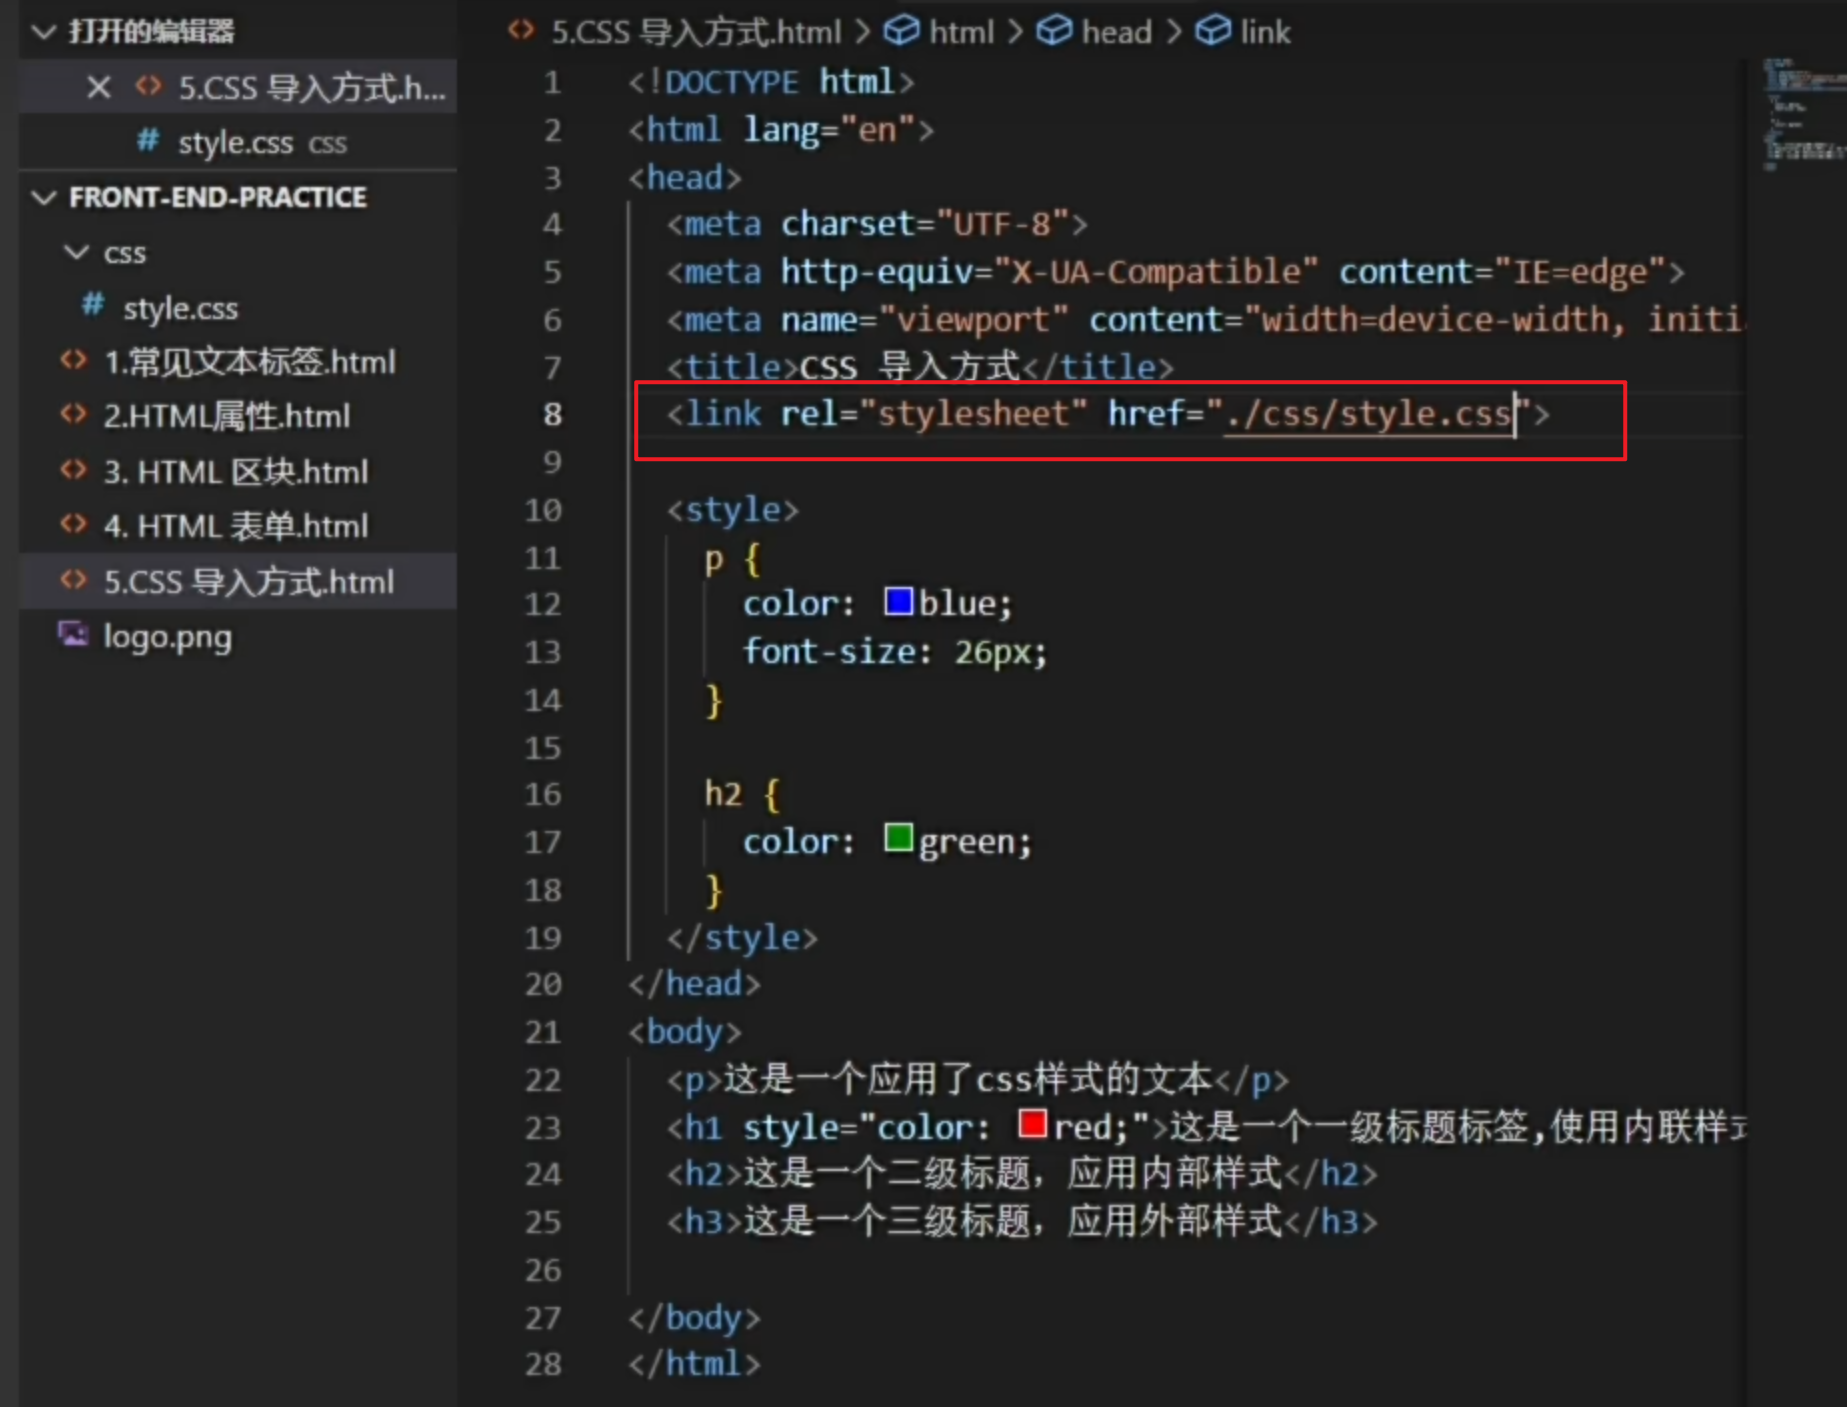 打开的编辑器
5.CSS 导入方式.h...
style.css css
FRONT-END-PRACTICE
css
style.css
1.常见文本标签.html
2.HTML属性.html
3. HTML 区块.html
4. HTML 表单.html
5.CSS 导入方式.html
logo.png
5.CSS 导入方式.html > html > head > link
1 <!DOCTYPE html>
2 <html lang="en">
3 <head>
4 <meta charset="UTF-8">
5 <meta http-equiv="X-UA-Compatible" content="IE=edge">
6 <meta name="viewport" content="width=device-width, initi
7 <title>CSS 导入方式</title>
8 <link rel="stylesheet" href="./css/style.css">
9
10 <style>
11 p {
12 color: blue;
13 font-size: 26px;
14 }
15
16 h2 {
17 color: green;
18 }
19 </style>
20 </head>
21 <body>
22 <p>这是一个应用了css样式的文本</p>
23 <h1 style="color: red;">这是一个一级标题标签,使用内联样式
24 <h2>这是一个二级标题，应用内部样式</h2>
25 <h3>这是一个三级标题，应用外部样式</h3>
26
27 </body>
28 </html>